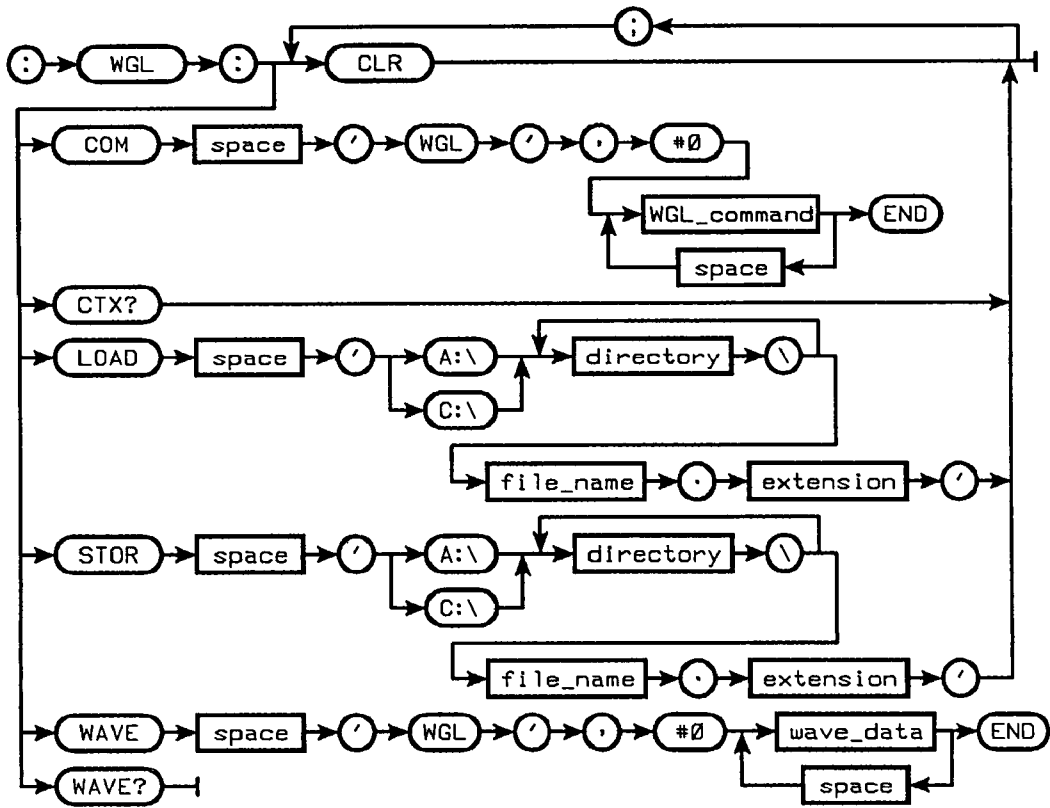 ;
: WGL : CLR
COM space ' WGL ' , #0
WGL_command END
space
CTX?
LOAD space ' A:\ directory \
C:\
file_name . extension '
STOR space ' A:\ directory \
C:\
file_name . extension '
WAVE space ' WGL ' , #0 wave_data END
space
WAVE?